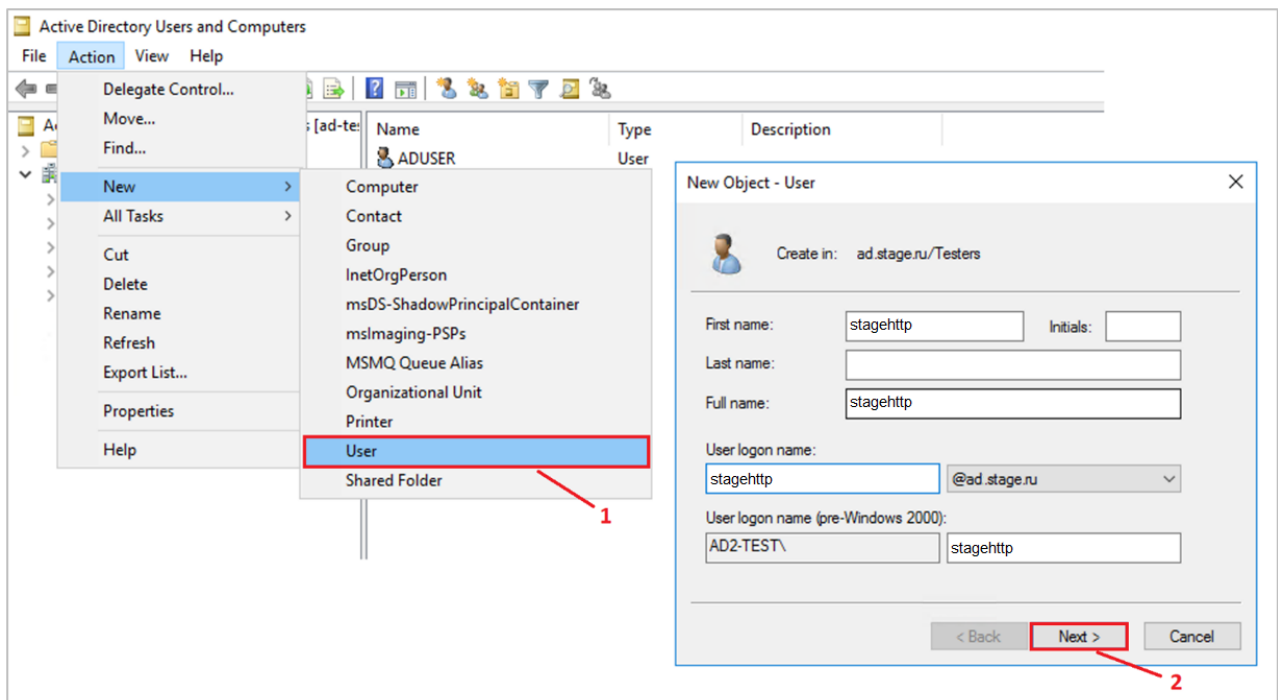 Active Directory Users and Computers
File Action View Help
Delegate Control...
Move...
Find...
New
All Tasks
Cut
Delete
Rename
Refresh
Export List...
Properties
Help
[ad-te
Name Type Description
ADUSER User
Computer
Contact
Group
InetOrgPerson
msDS-ShadowPrincipalContainer
msImaging-PSPs
MSMQ Queue Alias
Organizational Unit
Printer
User
Shared Folder
1
New Object - User
Create in: ad.stage.ru/Testers
First name: stagehttp Initials:
Last name:
Full name: stagehttp
User logon name:
stagehttp @ad.stage.ru
User logon name (pre-Windows 2000):
AD2-TEST\ stagehttp
< Back Next > Cancel
2